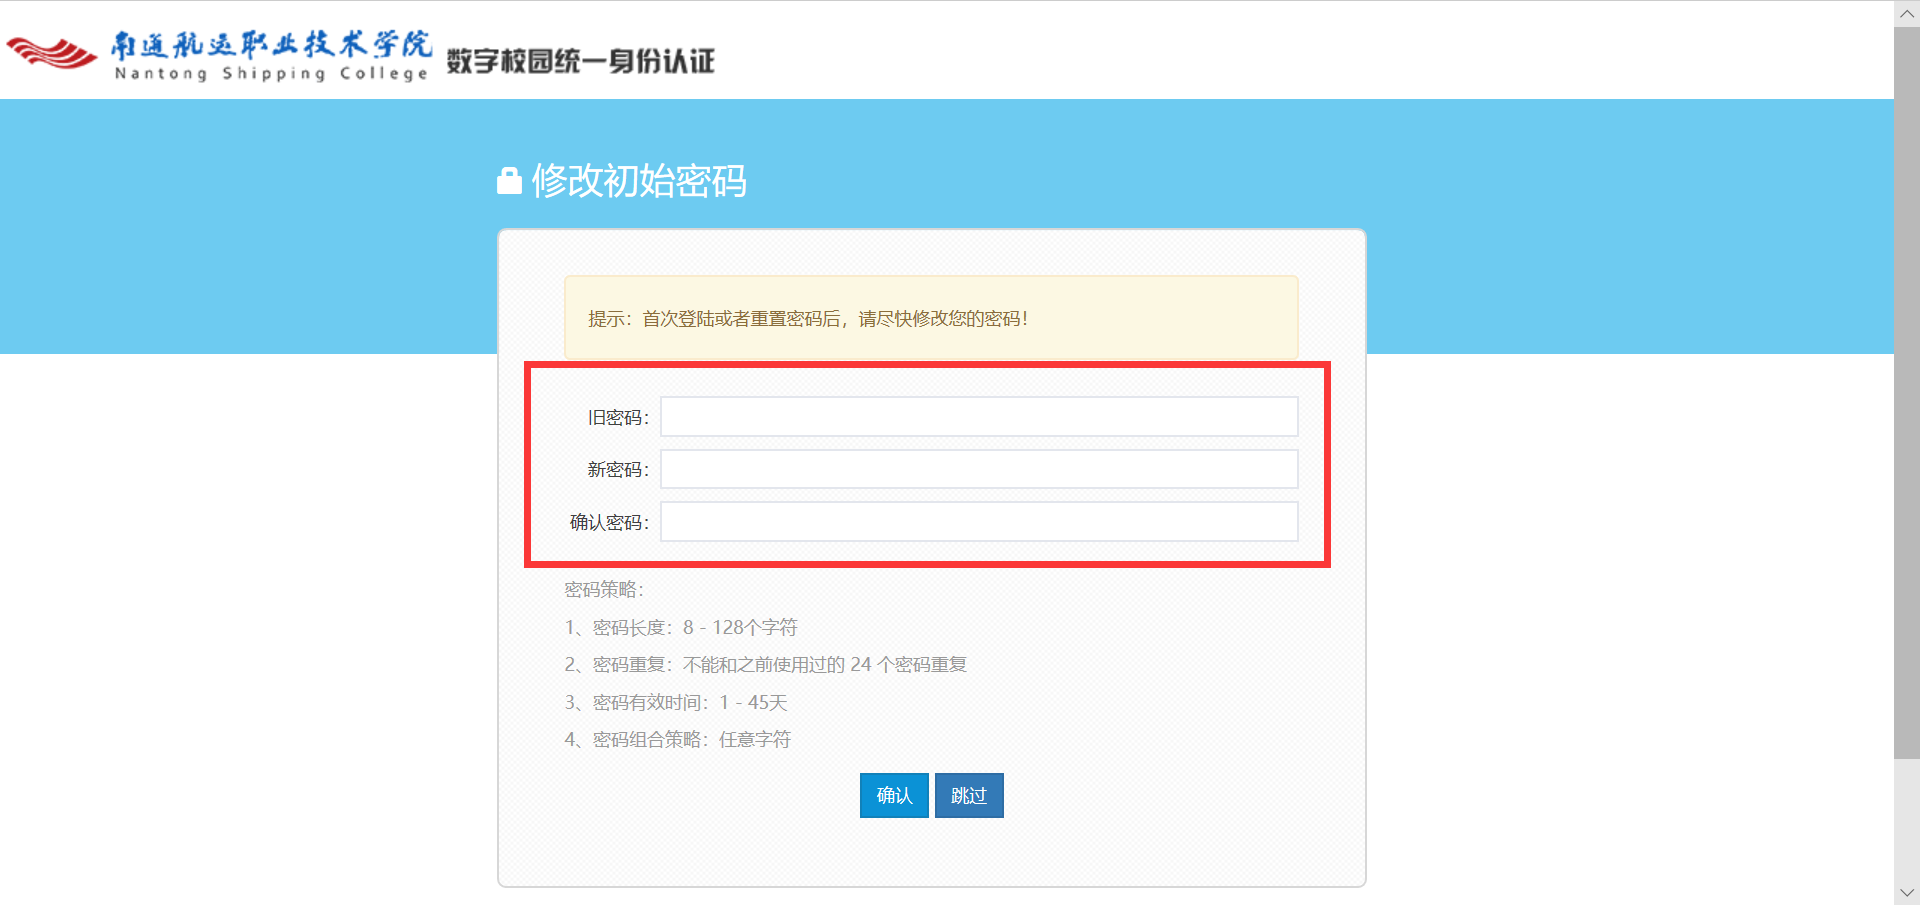 南通航运职业技术学院
Nantong Shipping College
数字校园统一身份认证
修改初始密码
提示：首次登陆或者重置密码后，请尽快修改您的密码！
旧密码：
新密码：
确认密码：
密码策略：
1、密码长度：8 - 128个字符
2、密码重复：不能和之前使用过的 24 个密码重复
3、密码有效时间：1 - 45天
4、密码组合策略：任意字符
确认 跳过